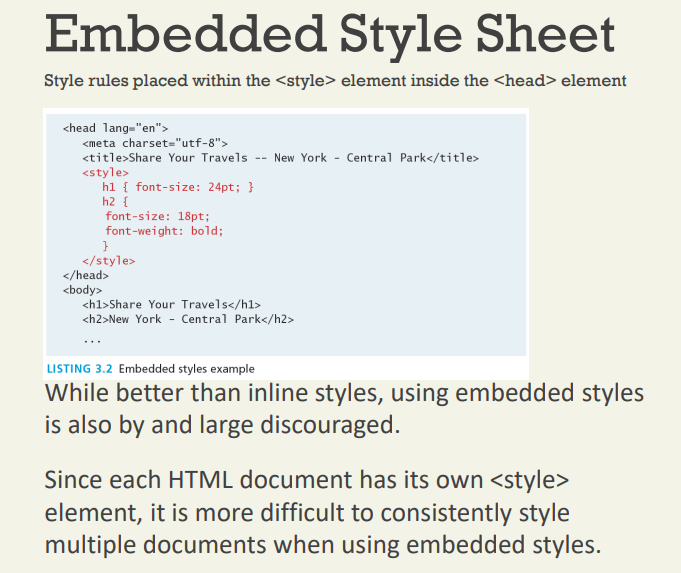 Embedded Style Sheet
Style rules placed within the <style> element inside the <head> element
<head lang="en">
<meta charset="utf-8">
<title>Share Your Travels -- New York - Central Park</title>
<style>
h1 { font-size: 24pt; }
h2 {
font-size: 18pt;
font-weight: bold;
}
</style>
</head>
<body>
<h1>Share Your Travels</h1>
<h2>New York - Central Park</h2>
...
LISTING 3.2 Embedded styles example
While better than inline styles, using embedded styles
is also by and large discouraged.
Since each HTML document has its own <style>
element, it is more difficult to consistently style
multiple documents when using embedded styles.